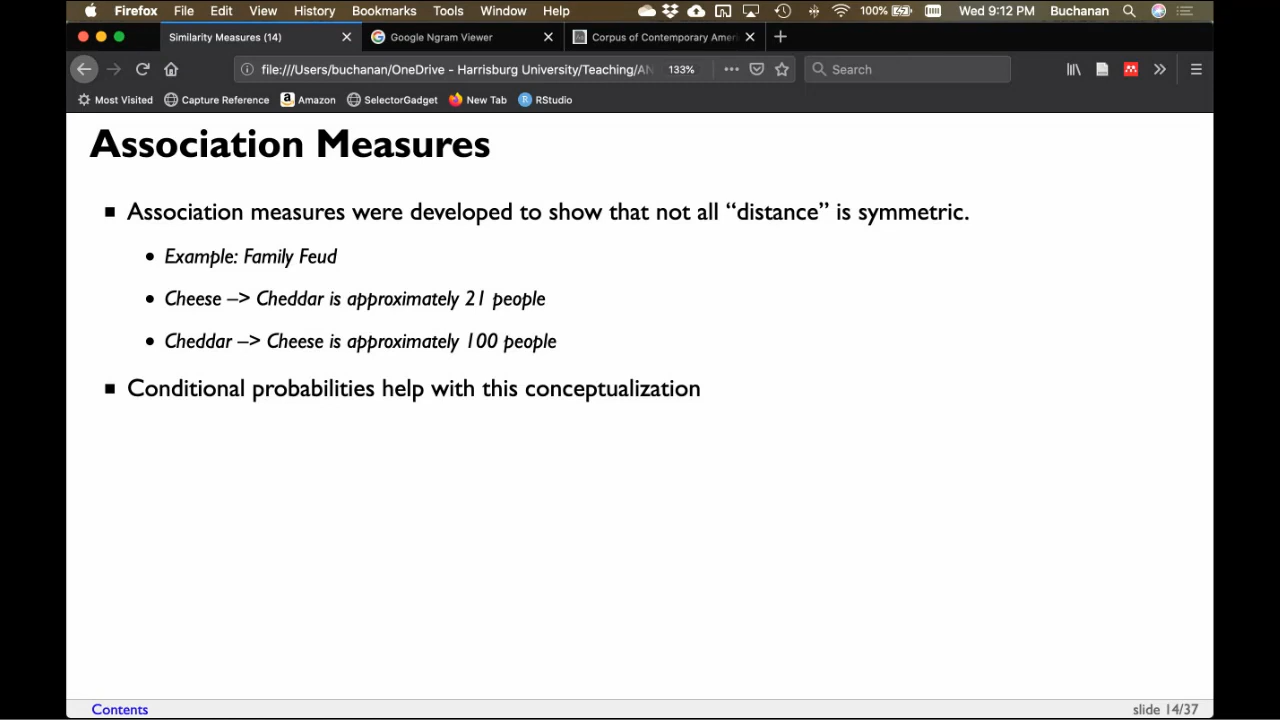 Firefox File Edit View History Bookmarks Tools Window Help 100% Wed 9:12 PM Buchanan
Similarity Measures (14) Google Ngram Viewer Corpus of Contemporary Ameri
file:///Users/buchanan/OneDrive - Harrisburg University/Teaching/AN 133% Search
Most Visited Capture Reference Amazon SelectorGadget New Tab RStudio
Association Measures
Association measures were developed to show that not all “distance” is symmetric.
Example: Family Feud
Cheese –> Cheddar is approximately 21 people
Cheddar –> Cheese is approximately 100 people
Conditional probabilities help with this conceptualization
Contents slide 14/37